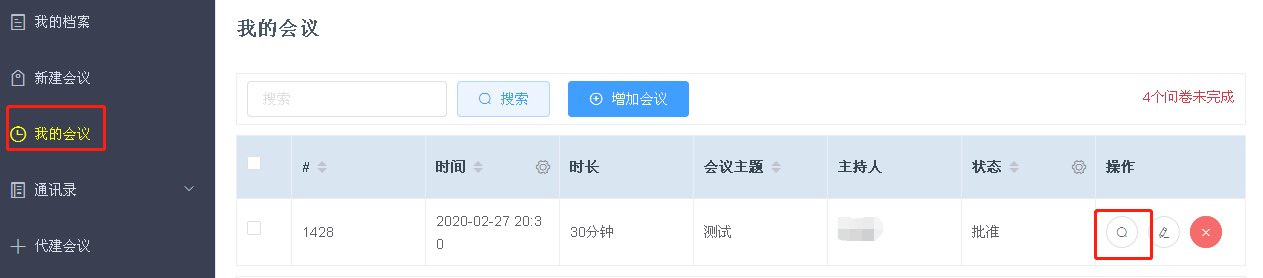 我的档案
新建会议
我的会议
通讯录
代建会议
我的会议
搜索 搜索 增加会议 4个问卷未完成
# 时间 时长 会议主题 主持人 状态 操作
1428 2020-02-27 20:3 30分钟 测试 批准
0